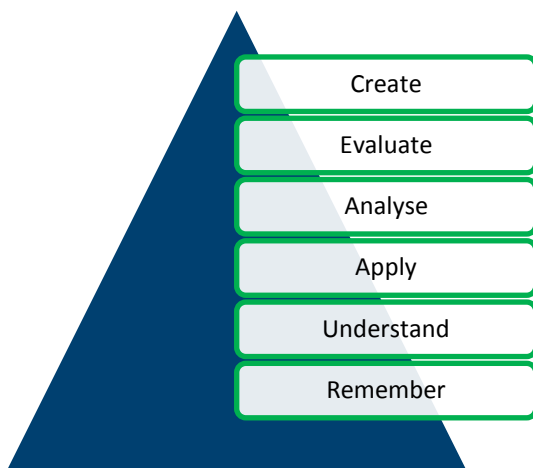 Create
Evaluate
Analyse
Apply
Understand
Remember